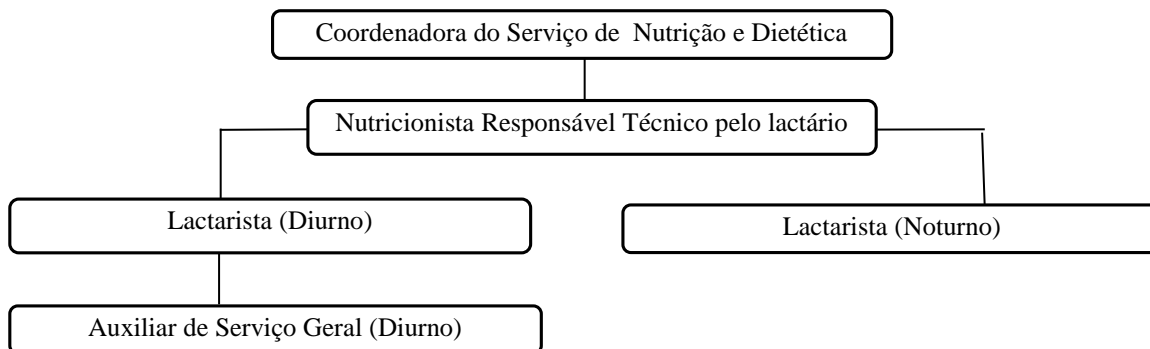 Coordenadora do Serviço de Nutrição e Dietética
Nutricionista Responsável Técnico pelo lactário
Lactarista (Diurno)
Lactarista (Noturno)
Auxiliar de Serviço Geral (Diurno)